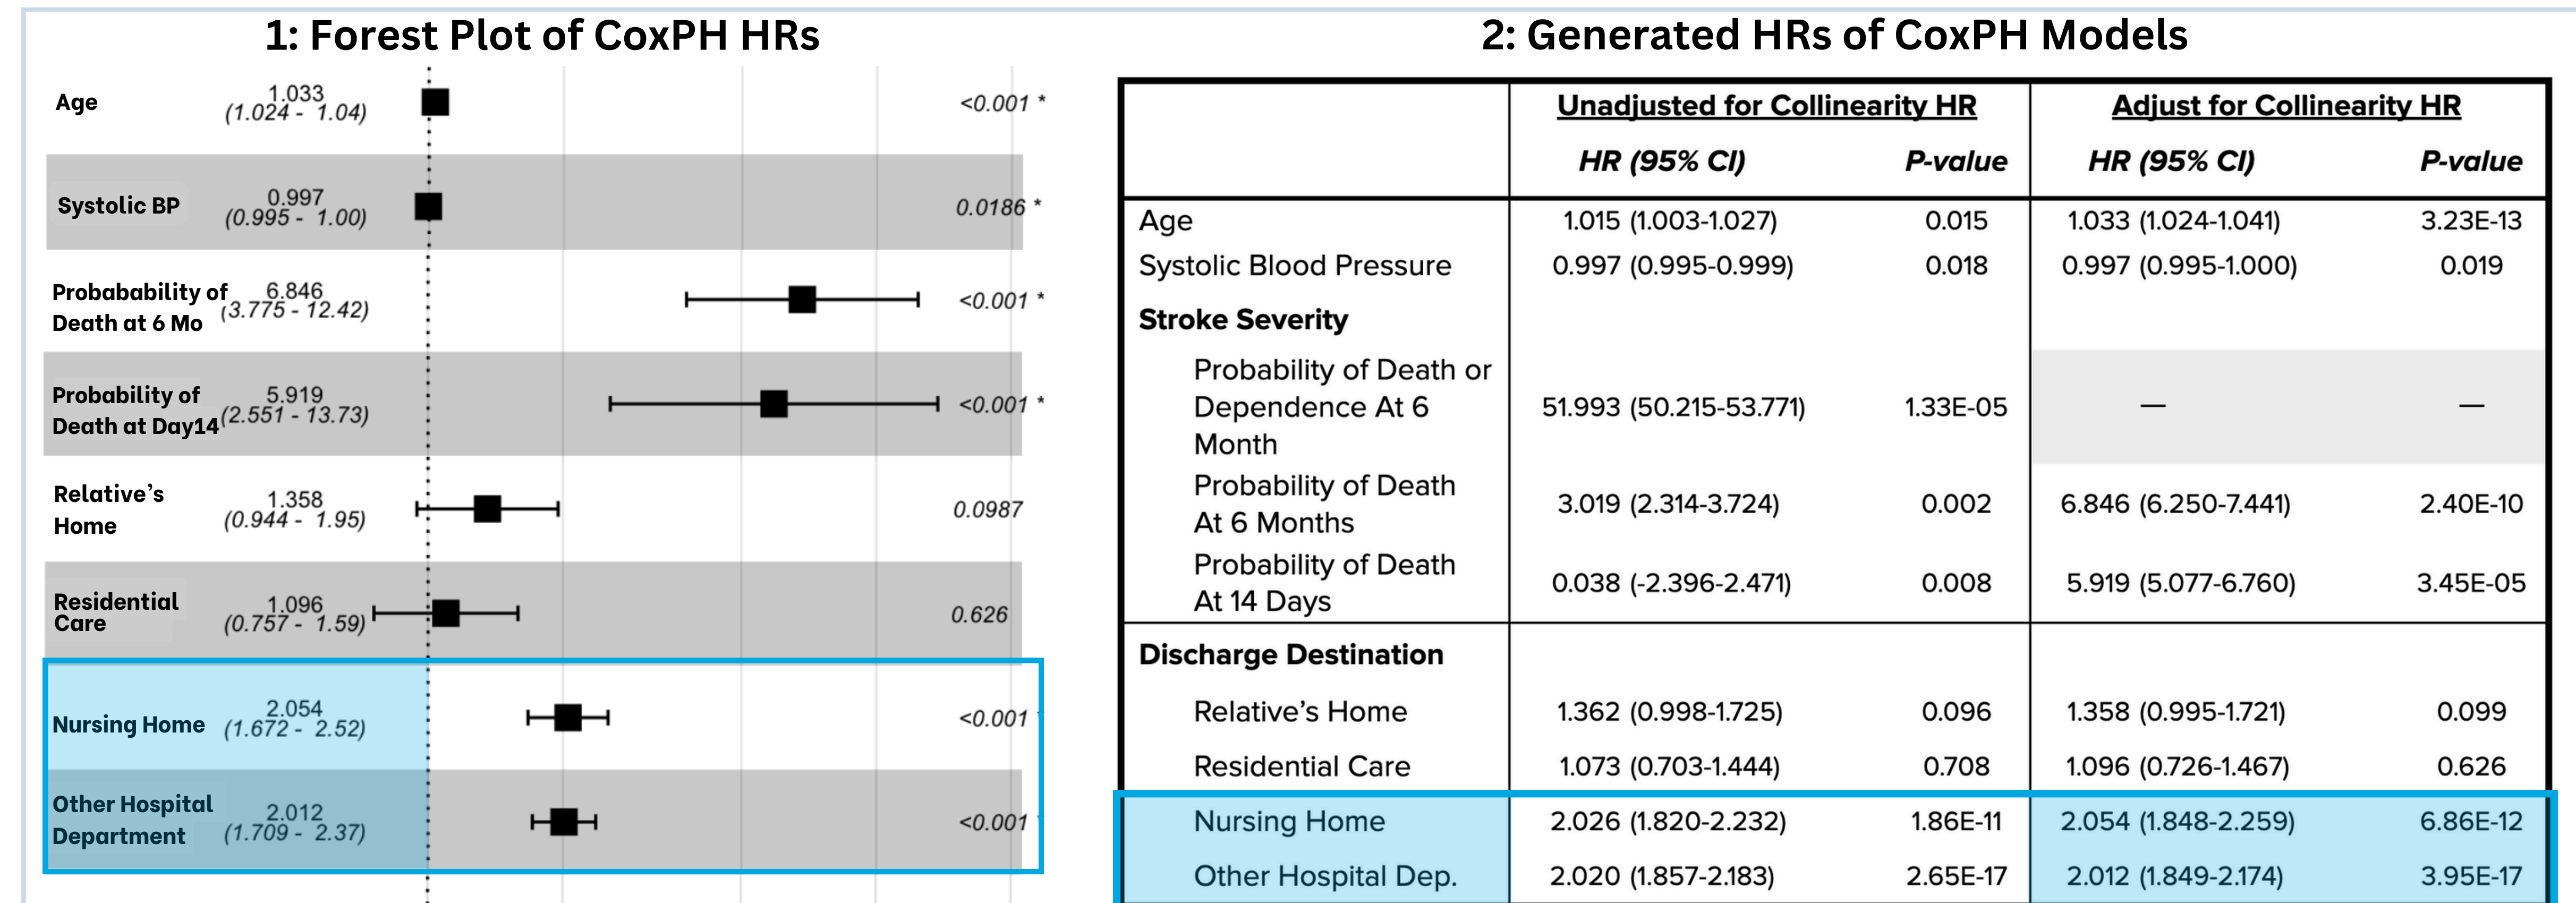 1: Forest Plot of CoxPH HRs
Age
1.033
(1.024 - 1.04)
<0.001 *
Systolic BP
0.997
(0.995 - 1.00)
0.0186 *
Probabability of
Death at 6 Mo
6.846
(3.775 - 12.42)
<0.001 *
Probability of
Death at Day14
5.919
(2.551 - 13.73)
<0.001 *
Relative’s
Home
1.358
(0.944 - 1.95)
0.0987
Residential
Care
1.096
(0.757 - 1.59)
0.626
Nursing Home
2.054
(1.672 - 2.52)
<0.001 *
Other Hospital
Department
2.012
(1.709 - 2.37)
<0.001 *
2: Generated HRs of CoxPH Models
Unadjusted for Collinearity HR Adjust for Collinearity HR
HR (95% CI) P-value HR (95% CI) P-value
Age 1.015 (1.003-1.027) 0.015 1.033 (1.024-1.041) 3.23E-13
Systolic Blood Pressure 0.997 (0.995-0.999) 0.018 0.997 (0.995-1.000) 0.019
Stroke Severity
Probability of Death or
Dependence At 6 51.993 (50.215-53.771) 1.33E-05 — —
Month
Probability of Death
At 6 Months 3.019 (2.314-3.724) 0.002 6.846 (6.250-7.441) 2.40E-10
Probability of Death
At 14 Days 0.038 (-2.396-2.471) 0.008 5.919 (5.077-6.760) 3.45E-05
Discharge Destination
Relative’s Home 1.362 (0.998-1.725) 0.096 1.358 (0.995-1.721) 0.099
Residential Care 1.073 (0.703-1.444) 0.708 1.096 (0.726-1.467) 0.626
Nursing Home 2.026 (1.820-2.232) 1.86E-11 2.054 (1.848-2.259) 6.86E-12
Other Hospital Dep. 2.020 (1.857-2.183) 2.65E-17 2.012 (1.849-2.174) 3.95E-17